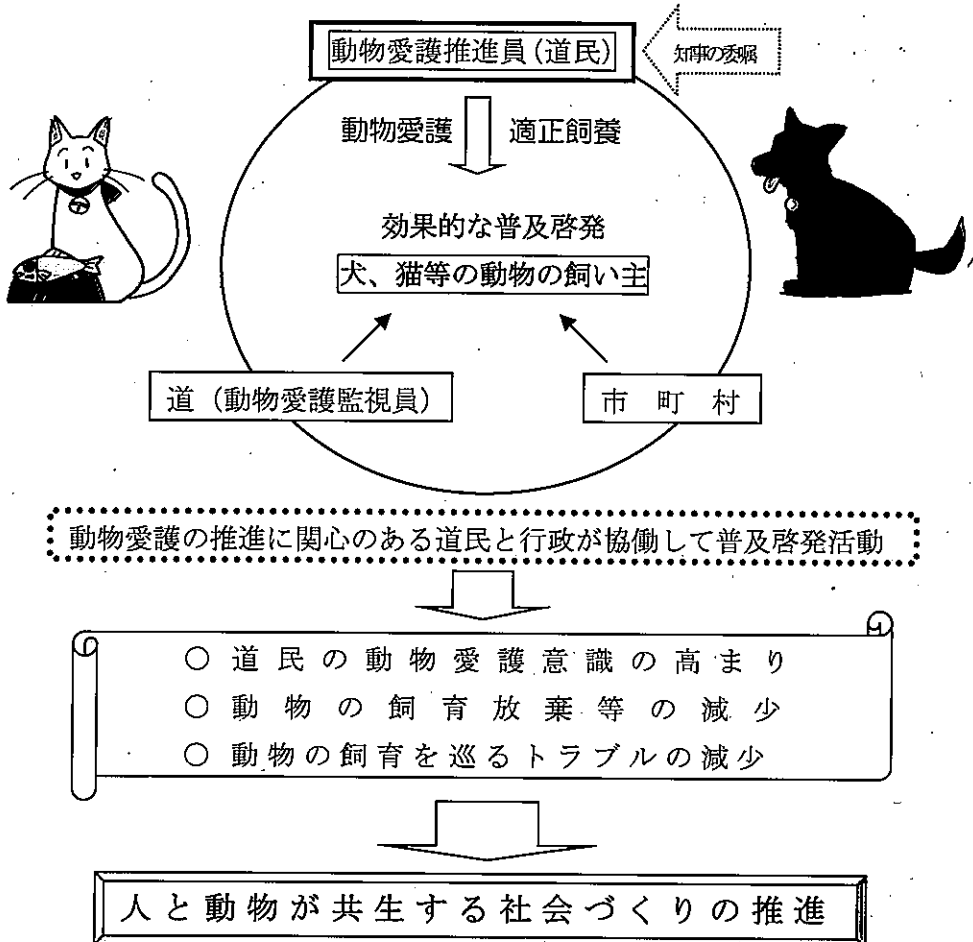 動物愛護推進員(道民)
知事の委嘱
動物愛護 適正飼養
効果的な普及啓発
犬、猫等の動物の飼い主
道(動物愛護監視員)
市町村
動物愛護の推進に関心のある道民と行政が協働して普及啓発活動
○ 道民の動物愛護意識の高まり
○ 動物の飼育放棄等の減少
○ 動物の飼育を巡るトラブルの減少
人と動物が共生する社会づくりの推進